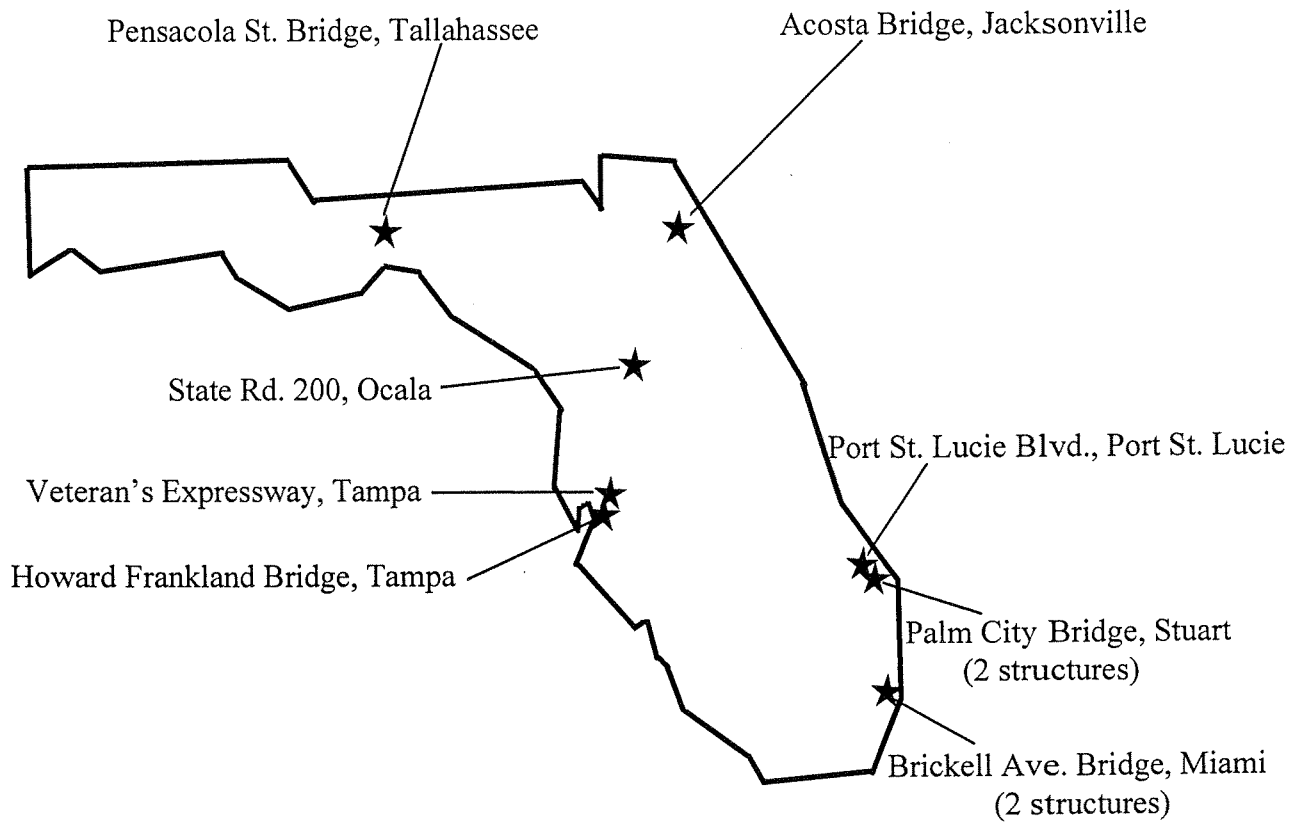 Pensacola St. Bridge, Tallahassee
Acosta Bridge, Jacksonville
State Rd. 200, Ocala
Port St. Lucie Blvd., Port St. Lucie
Veteran's Expressway, Tampa
Howard Frankland Bridge, Tampa
Palm City Bridge, Stuart
(2 structures)
Brickell Ave. Bridge, Miami
(2 structures)